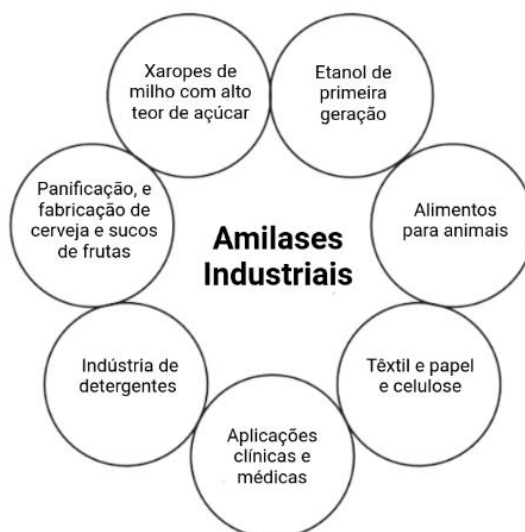 Xaropes de
milho com alto
teor de açúcar
Etanol de
primeira
geração
Panificação, e
fabricação de
cerveja e sucos
de frutas
Amilases
Industriais
Alimentos
para animais
Indústria de
detergentes
Têxtil e papel
e celulose
Aplicações
clínicas e
médicas